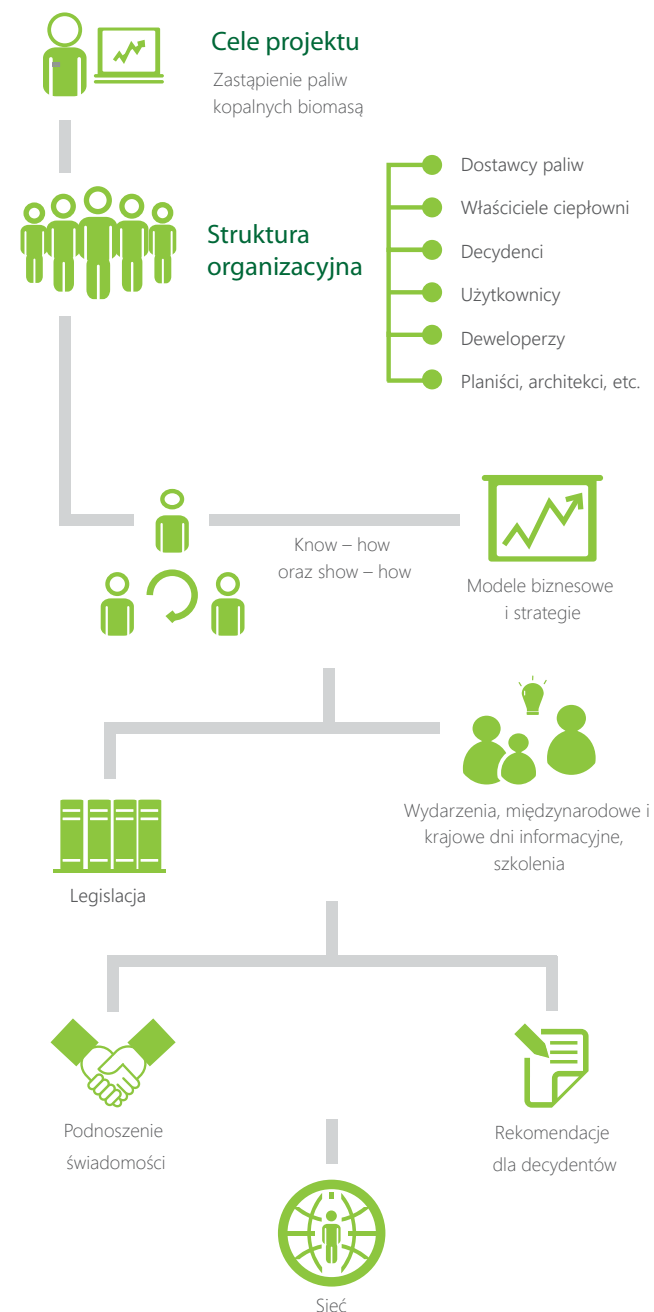 Cele projektu
Zastąpienie paliw
kopalnych biomasą
Struktura
organizacyjna
Dostawcy paliw
Właściciele ciepłowni
Decydenci
Użytkownicy
Deweloperzy
Planiści, architekci, etc.
Know – how
oraz show – how
Modele biznesowe
i strategie
Wydarzenia, międzynarodowe i
krajowe dni informacyjne,
szkolenia
Legislacja
Podnoszenie
świadomości
Rekomendacje
dla decydentów
Sieć